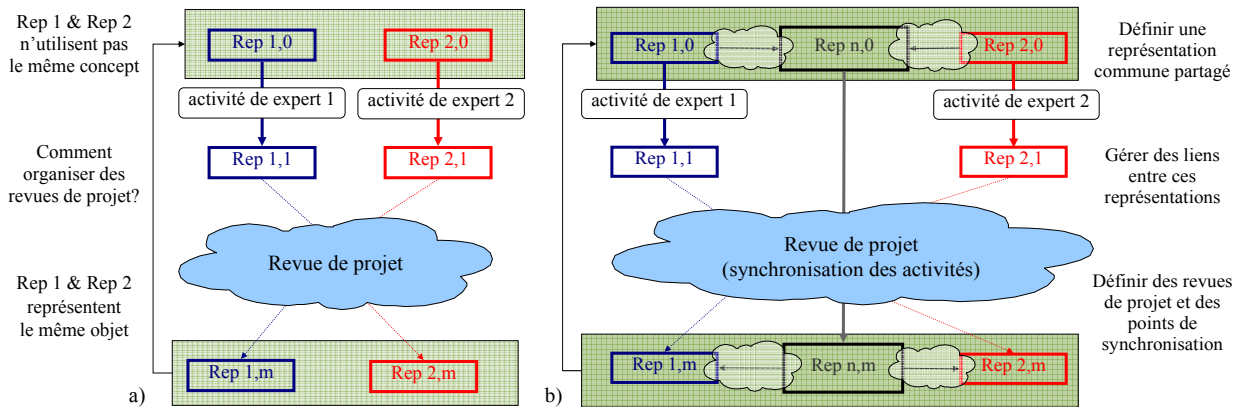 Rep 1 & Rep 2
n’utilisent pas
le même concept
Rep 1,0
Rep 2,0
activité de expert 1
activité de expert 2
Rep 1,1
Rep 2,1
Comment
organiser des
revues de projet?
Revue de projet
Rep 1 & Rep 2
représentent
le même objet
Rep 1,m
Rep 2,m
a)
Rep 1,0
Rep n,0
Rep 2,0
Définir une
représentation
commune partagé
activité de expert 1
activité de expert 2
Rep 1,1
Rep 2,1
Gérer des liens
entre ces
représentations
Revue de projet
(synchronisation des activités)
Définir des revues
de projet et des
points de
synchronisation
Rep 1,m
Rep n,m
Rep 2,m
b)